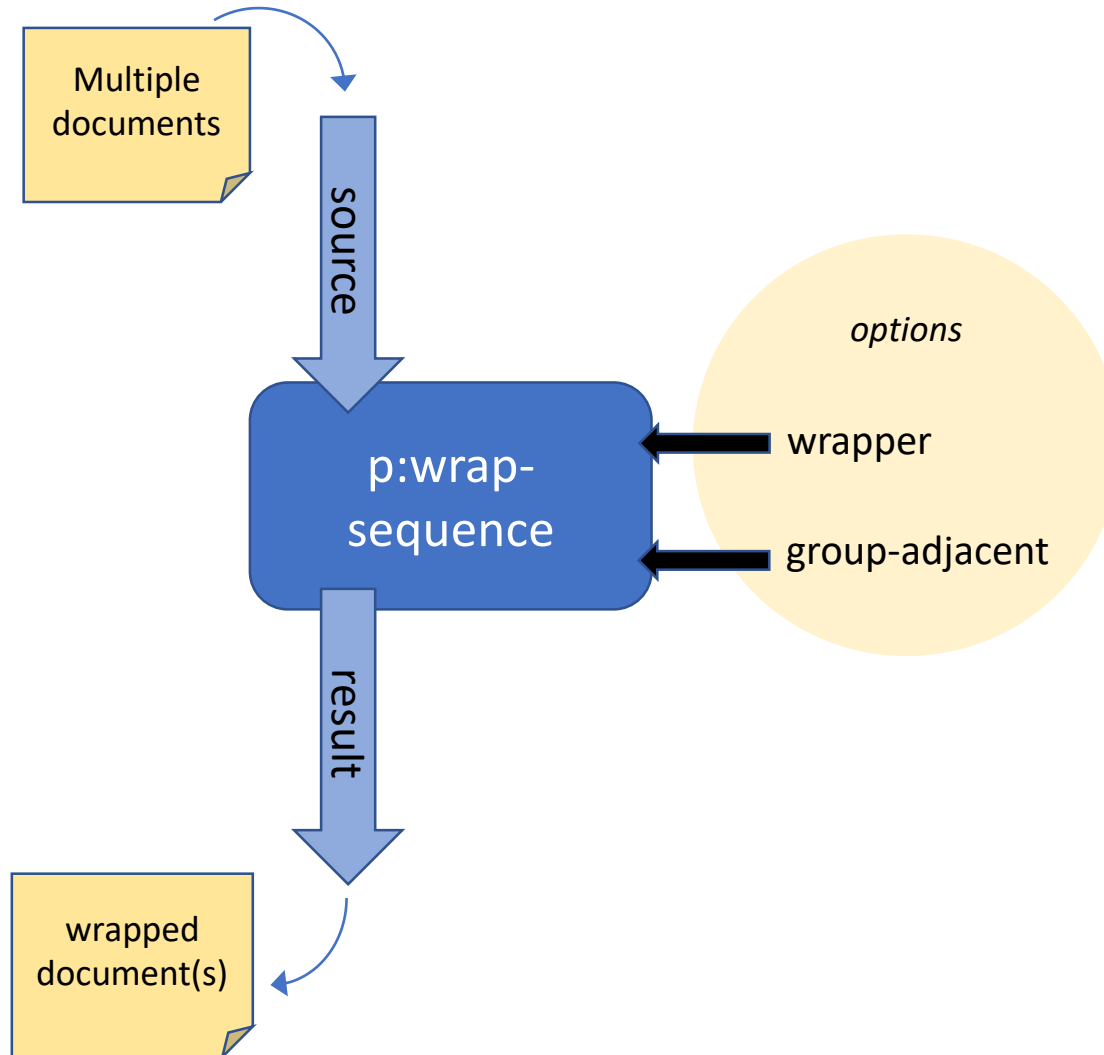 Multiple
documents
source
options
wrapper
p:wrap-
sequence
group-adjacent
result
wrapped
document(s)